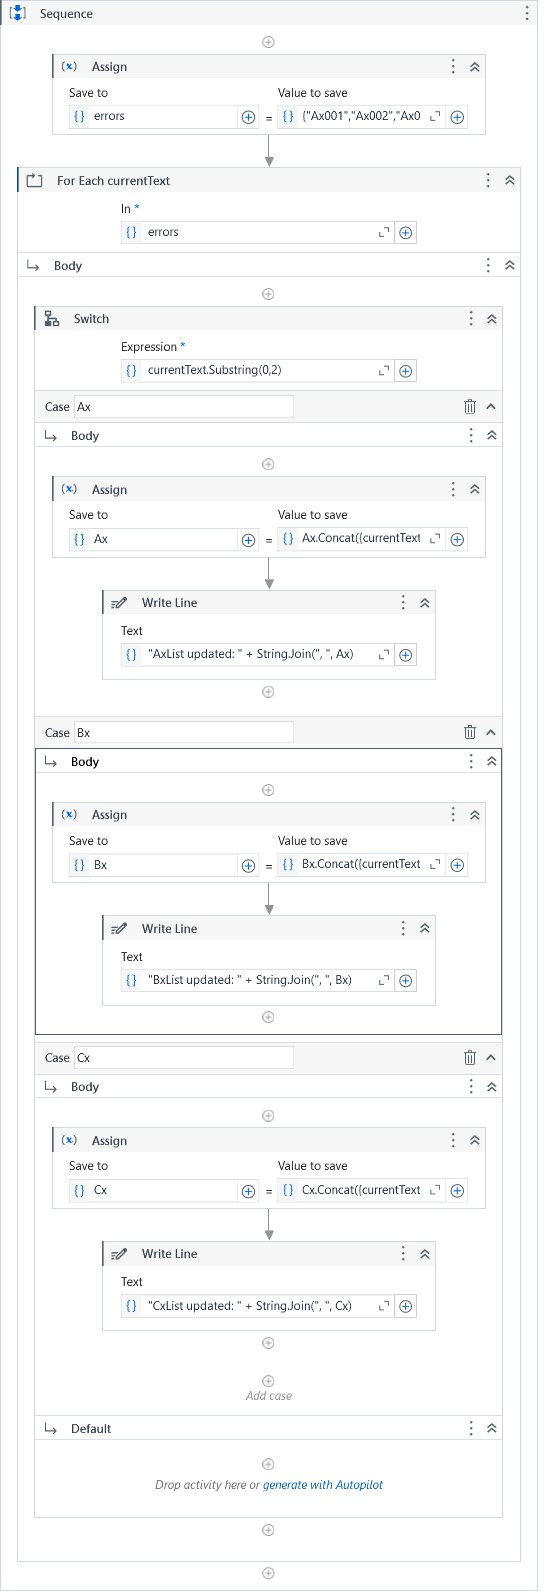 Sequence
Assign
Save to Value to save
errors = {"Ax001","Ax002","Ax0
For Each currentText
In *
errors
Body
Switch
Expression *
currentText.Substring(0,2)
Case Ax
Body
Assign
Save to Value to save
Ax = Ax.Concat({currentText
Write Line
Text
"AxList updated: " + String.Join(", ", Ax)
Case Bx
Body
Assign
Save to Value to save
Bx = Bx.Concat({currentText
Write Line
Text
"BxList updated: " + String.Join(", ", Bx)
Case Cx
Body
Assign
Save to Value to save
Cx = Cx.Concat({currentText
Write Line
Text
"CxList updated: " + String.Join(", ", Cx)
Add case
Default
Drop activity here or generate with Autopilot